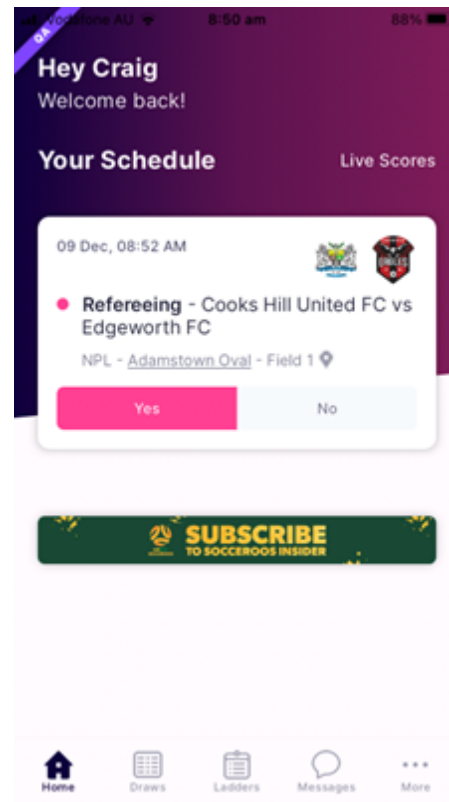 Vodafone AU 8:50 am 88%
QA
Hey Craig
Welcome back!
Your Schedule Live Scores
09 Dec, 08:52 AM
Refereeing - Cooks Hill United FC vs
Edgeworth FC
NPL - Adamstown Oval - Field 1
Yes No
SUBSCRIBE
TO SOCCEROOS INSIDER
Home Draws Ladders Messages More